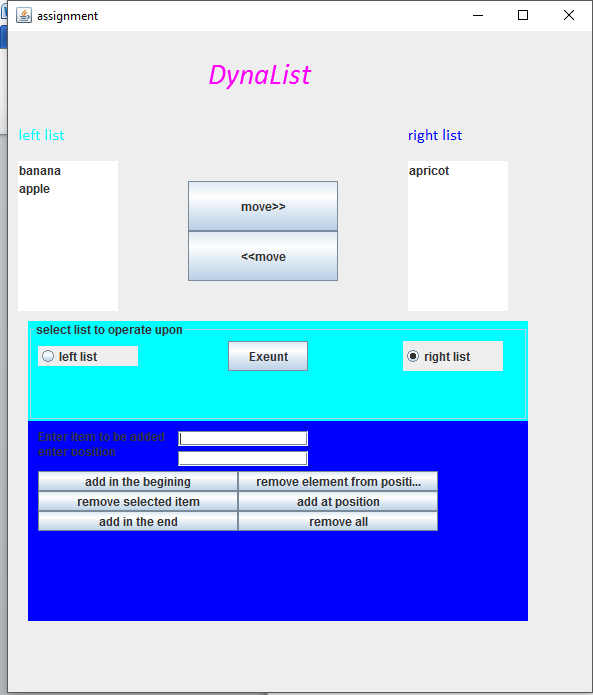 assignment
DynaList
left list
right list
banana
apple
apricot
move>>
<<move
select list to operate upon
left list
Exeunt
right list
Enter item to be added
enter position
add in the begining
remove element from positi...
remove selected item
add at position
add in the end
remove all